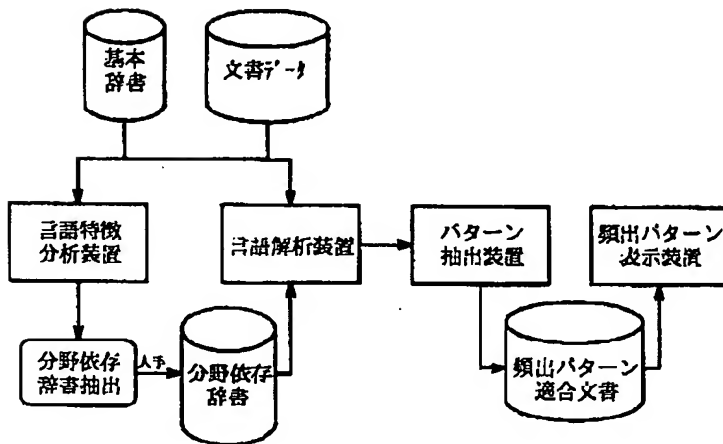 基本
辞書
文書データ
言語特徴
分析装置
言語解析装置
パターン
抽出装置
頻出パターン
表示装置
分野依存
辞書抽出
人手
分野依存
辞書
頻出パターン
適合文書